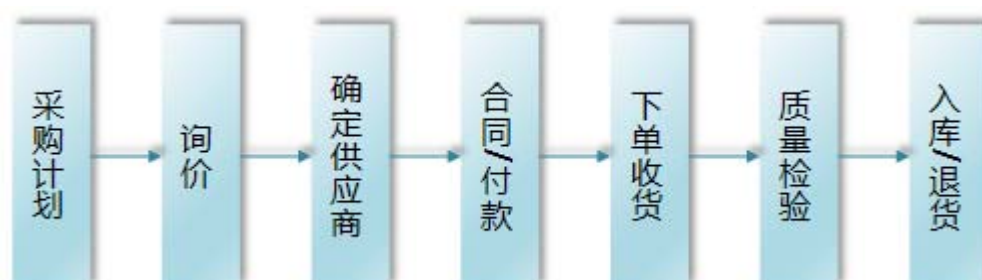 采购计划
询价
确定供应商
合同/付款
下单收货
质量检验
入库/退货